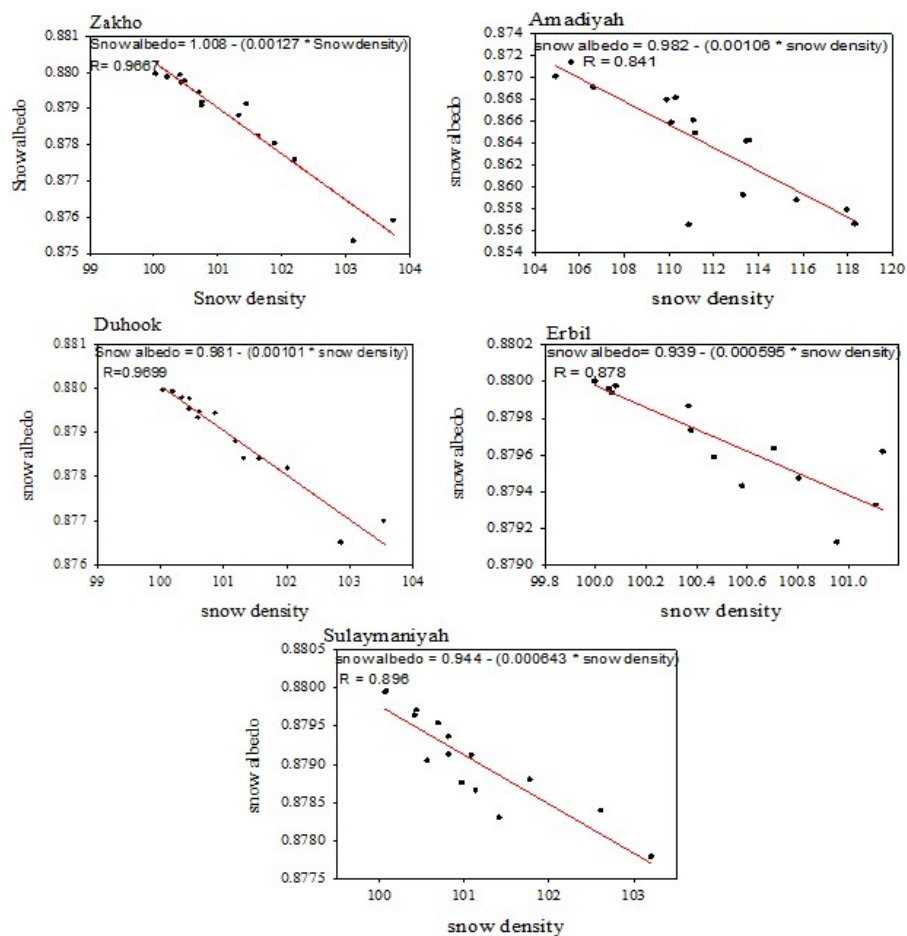 Zakho
0.881
Snow albedo= 1.008 - (0.00127 * Snow density)
R= 0.9667
0.880
0.879
0.878
0.877
0.876
0.875
Snow albedo
99 100 101 102 103 104
Snow density
Amadiyah
0.874
snow albedo = 0.982 - (0.00106 * snow density)
R = 0.841
0.872
0.870
0.868
0.866
0.864
0.862
0.860
0.858
0.856
0.854
snow albedo
104 106 108 110 112 114 116 118 120
snow density
Duhook
0.881
Snow albedo = 0.981 - (0.00101 * snow density)
R=0.9699
0.880
0.879
0.878
0.877
0.876
snow albedo
99 100 101 102 103 104
snow density
Erbil
0.8802
snow albedo= 0.939 - (0.000595 * snow density)
R = 0.878
0.8800
0.8798
0.8796
0.8794
0.8792
0.8790
snow albedo
99.8 100.0 100.2 100.4 100.6 100.8 101.0
snow density
Sulaymaniyah
0.8805
snow albedo = 0.944 - (0.000643 * snow density)
R = 0.896
0.8800
0.8795
0.8790
0.8785
0.8780
0.8775
snow albedo
100 101 102 103
snow density